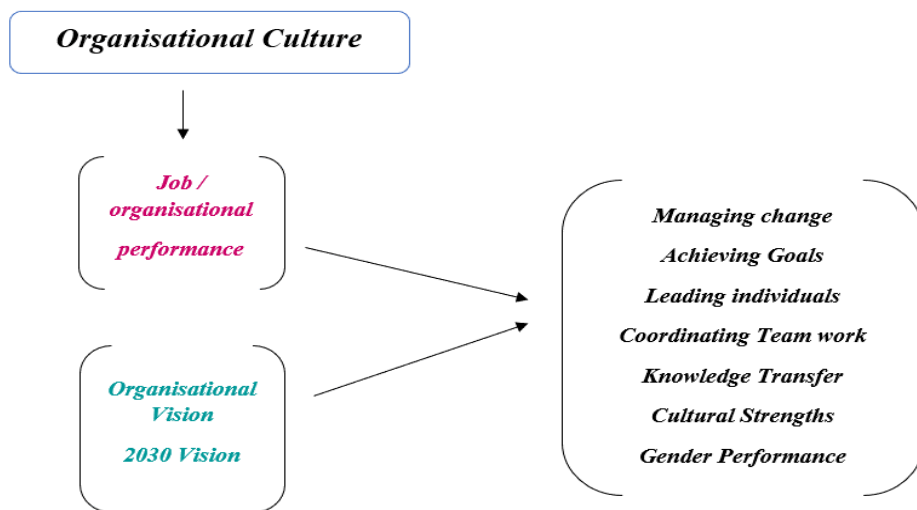 Organisational Culture
Job /
organisational
performance
Organisational
Vision
2030 Vision
Managing change
Achieving Goals
Leading individuals
Coordinating Team work
Knowledge Transfer
Cultural Strengths
Gender Performance